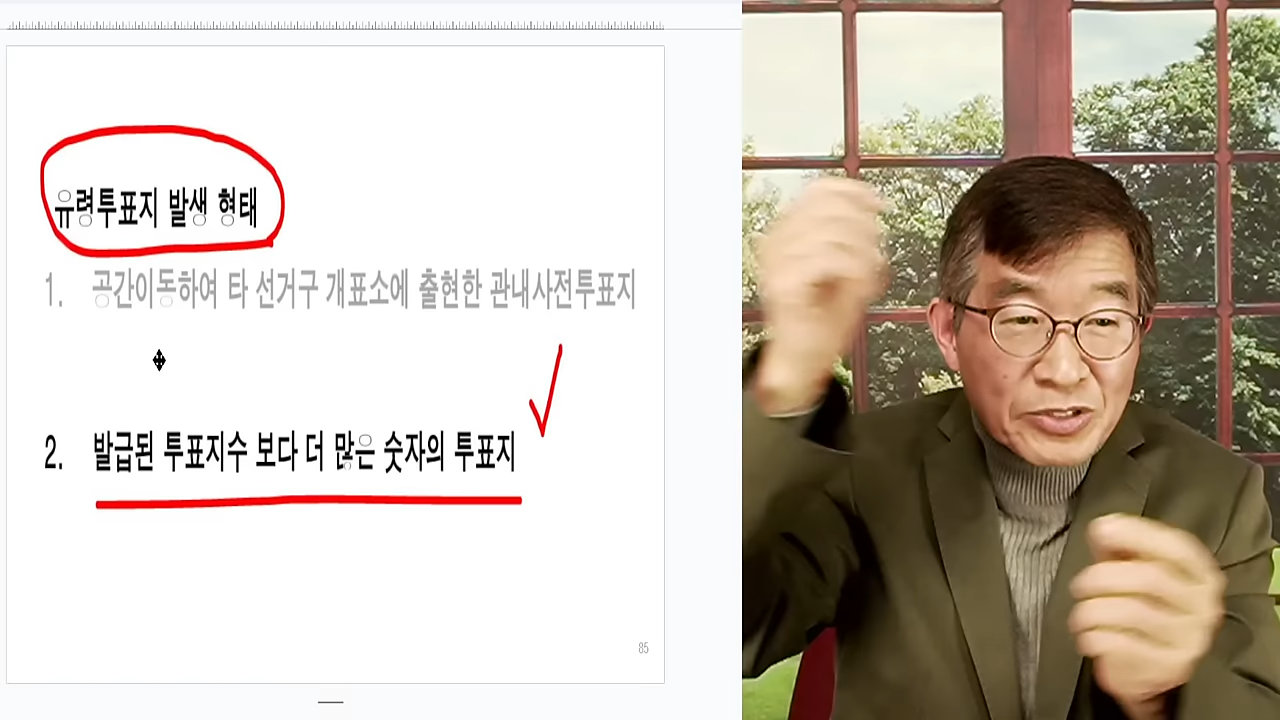 유령투표지 발생 형태
1. 공간이동하여 타 선거구 개표소에 출현한 관내사전투표지
2. 발급된 투표지수 보다 더 많은 숫자의 투표지
85